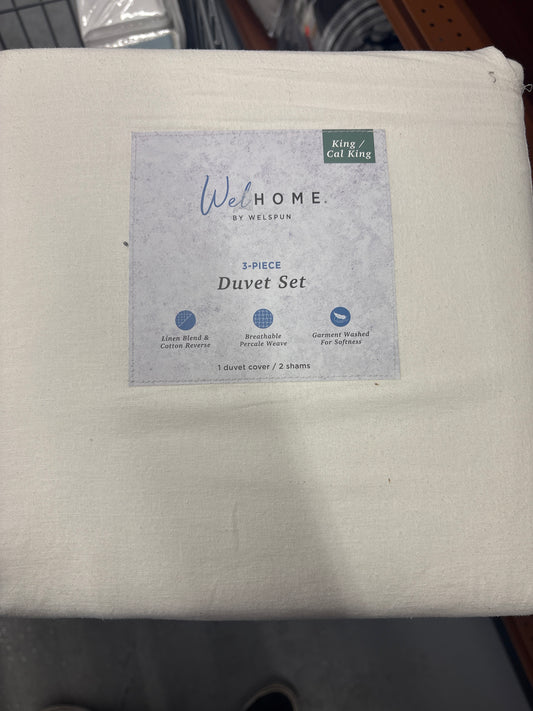 King /
Cal King
WelHOME.
BY WELSPUN
3-PIECE
Duvet Set
Linen Blend &
Cotton Reverse
Breathable
Percale Weave
Garment Washed
For Softness
1 duvet cover / 2 shams